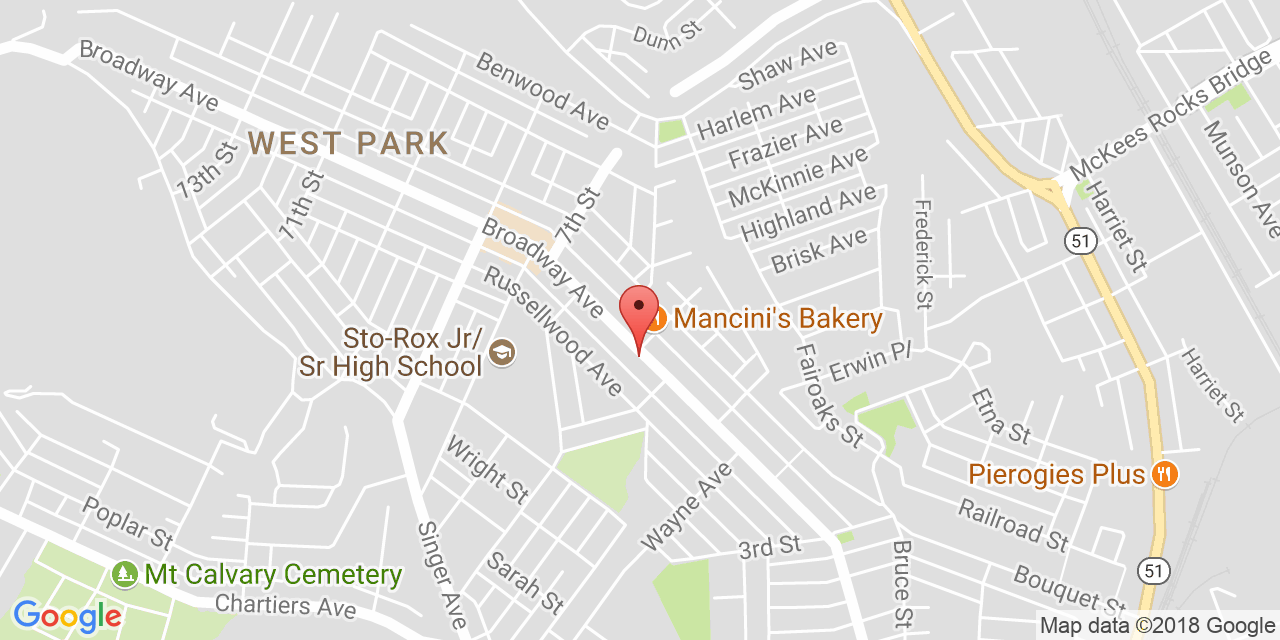 Dunn St
Shaw Ave
Broadway Ave
Benwood Ave
Harlem Ave
McKees Rocks Bridge
WEST PARK
Frazier Ave
Munson Ave
73th St
McKinnie Ave
71th St
7th St
Highland Ave
Frederick St
Harriet St
Broadway Ave
Brisk Ave
51
Russellwood Ave
Mancini's Bakery
Sto-Rox Jr/
Sr High School
Fairoaks St
Erwin Pl
Harriet St
Etna St
Wright St
Pierogies Plus
Wayne Ave
Poplar St
Railroad St
Singer Ave
3rd St
Bruce St
Sarah St
Mt Calvary Cemetery
51
Bouquet St
Chartiers Ave
Google
Map data ©2018 Google